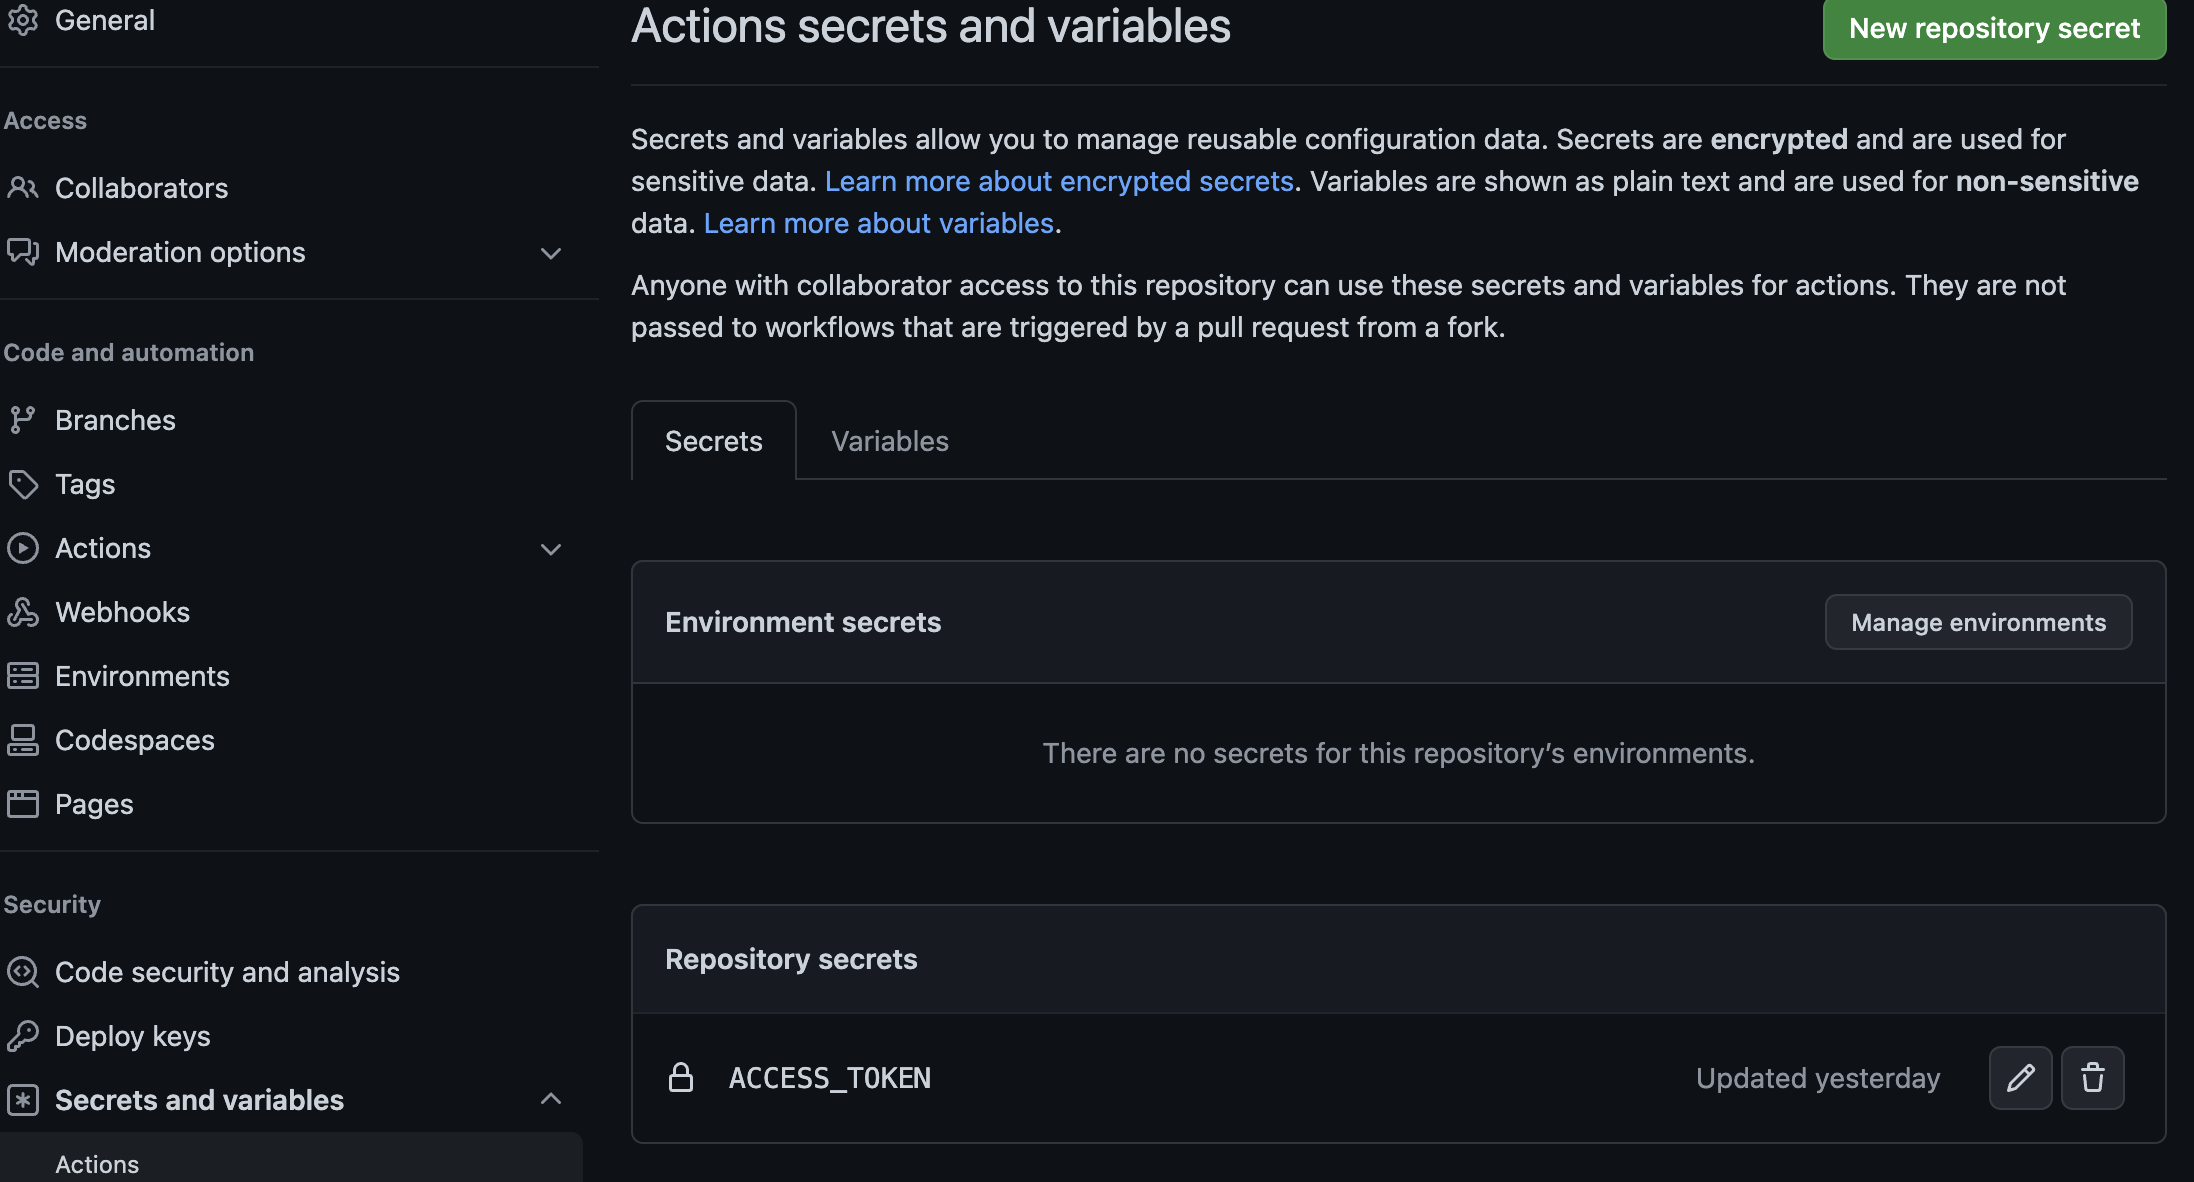 General
Access
Collaborators
Moderation options
Code and automation
Branches
Tags
Actions
Webhooks
Environments
Codespaces
Pages
Security
Code security and analysis
Deploy keys
Secrets and variables
Actions
Actions secrets and variables
New repository secret
Secrets and variables allow you to manage reusable configuration data. Secrets are encrypted and are used for
sensitive data. Learn more about encrypted secrets. Variables are shown as plain text and are used for non-sensitive
data. Learn more about variables.
Anyone with collaborator access to this repository can use these secrets and variables for actions. They are not
passed to workflows that are triggered by a pull request from a fork.
Secrets
Variables
Environment secrets
Manage environments
There are no secrets for this repository’s environments.
Repository secrets
ACCESS_TOKEN
Updated yesterday